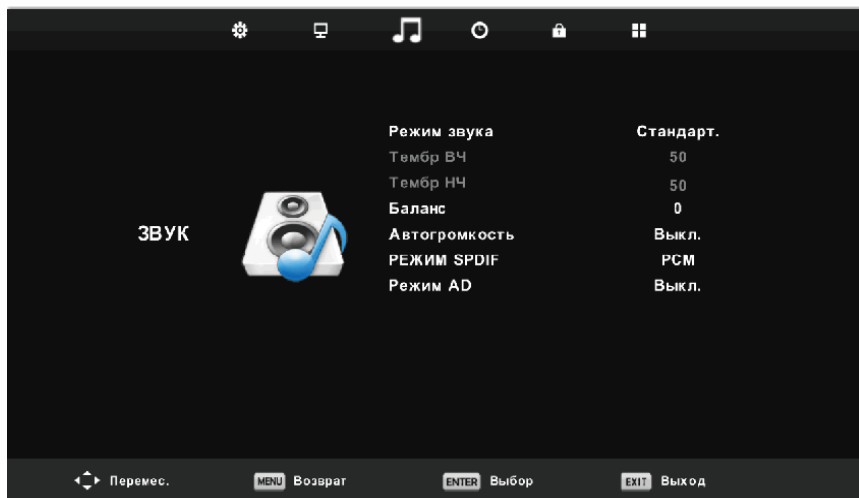 Режим звука Стандарт.
Тембр ВЧ 50
Тембр НЧ 50
Баланс 0
ЗВУК
Автогромкость Выкл.
РЕЖИМ SPDIF PCM
Режим AD Выкл.
Перемес. MENU Возврат ENTER Выбор EXIT Выход